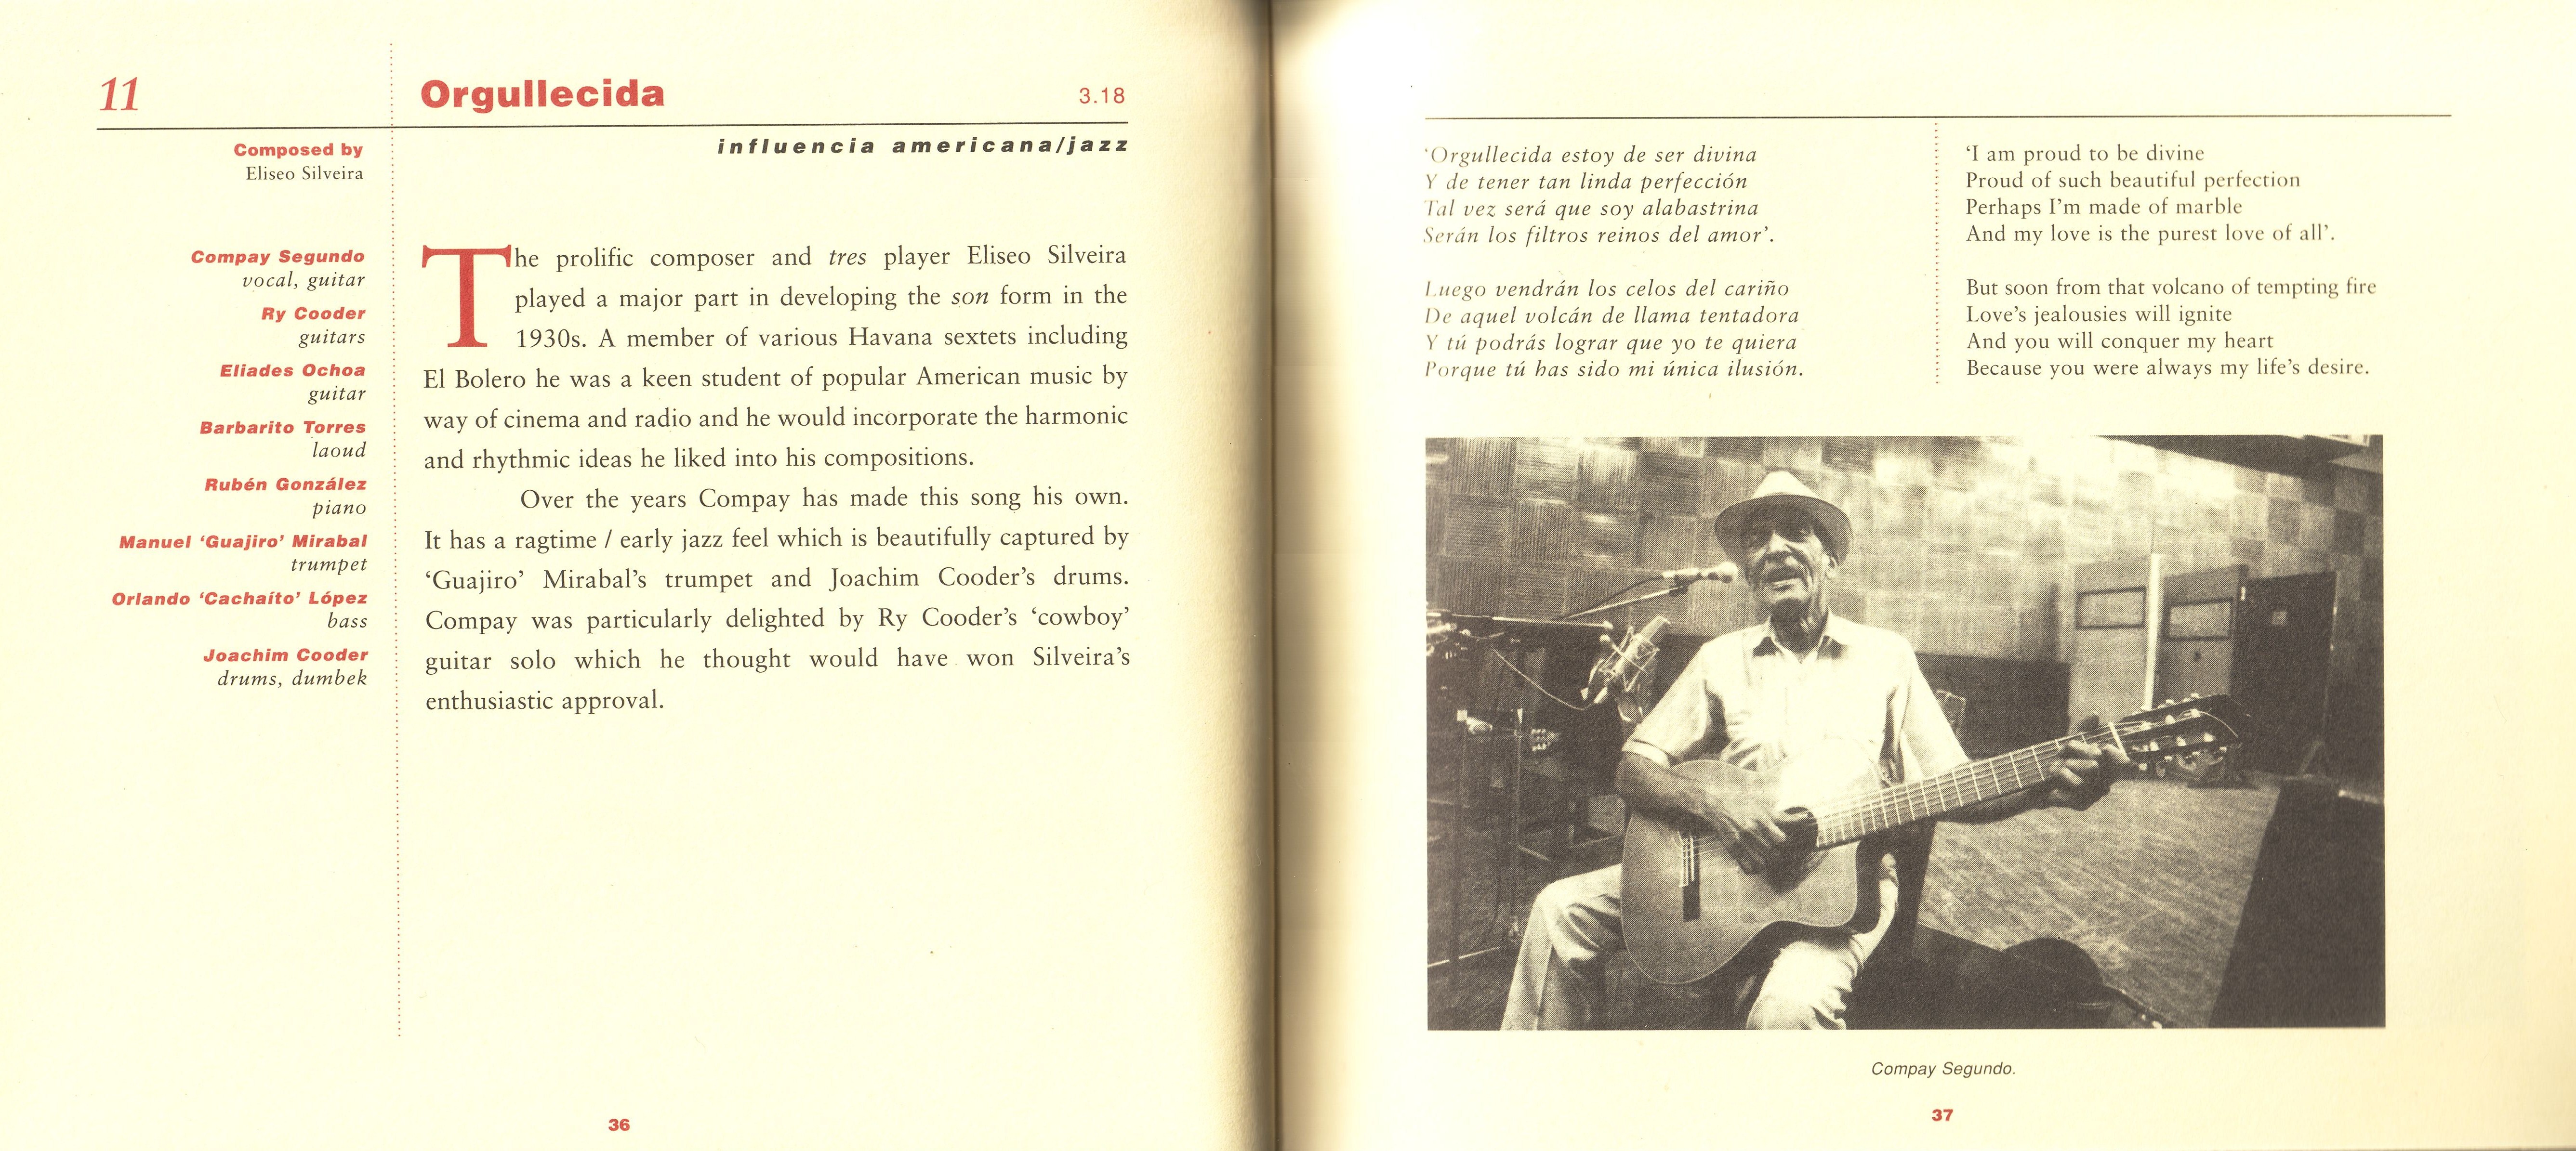 11
Orgullecida
3.18
influencia americana/jazz
Composed by
Eliseo Silveira
Compay Segundo
vocal, guitar
Ry Cooder
guitars
Eliades Ochoa
guitar
Barbarito Torres
laoud
Rubén González
piano
Manuel ‘Guajiro’ Mirabal
trumpet
Orlando ‘Cachaíto’ López
bass
Joachim Cooder
drums, dumbek
The prolific composer and tres player Eliseo Silveira
played a major part in developing the son form in the
1930s. A member of various Havana sextets including
El Bolero he was a keen student of popular American music by
way of cinema and radio and he would incorporate the harmonic
and rhythmic ideas he liked into his compositions.
Over the years Compay has made this song his own.
It has a ragtime / early jazz feel which is beautifully captured by
‘Guajiro’ Mirabal’s trumpet and Joachim Cooder’s drums.
Compay was particularly delighted by Ry Cooder’s ‘cowboy’
guitar solo which he thought would have won Silveira’s
enthusiastic approval.
36
‘Orgullecida estoy de ser divina
Y de tener tan linda perfección
Tal vez será que soy alabastrina
Serán los filtros reinos del amor’.
Luego vendrán los celos del cariño
De aquel volcán de llama tentadora
Y tú podrás lograr que yo te quiera
Porque tú has sido mi única ilusión.
‘I am proud to be divine
Proud of such beautiful perfection
Perhaps I’m made of marble
And my love is the purest love of all’.
But soon from that volcano of tempting fire
Love’s jealousies will ignite
And you will conquer my heart
Because you were always my life’s desire.
Compay Segundo.
37